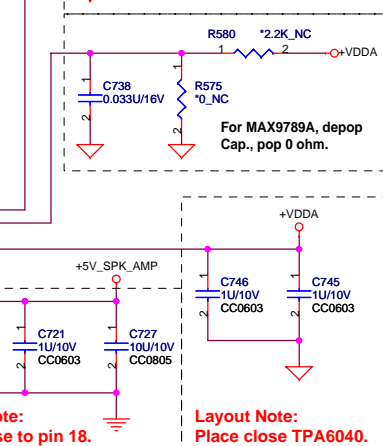 R580 *2.2K_NC
1 2 +VDDA
C738
0.033U/16V
1
2
R575
*0_NC
1
2
For MAX9789A, depop
Cap., pop 0 ohm.
+VDDA
+5V_SPK_AMP
C746
1U/10V
CC0603
1
2
C745
1U/10V
CC0603
1
2
C721
1U/10V
CC0603
1
2
C727
10U/10V
CC0805
1
2
ote:
se to pin 18.
Layout Note:
Place close TPA6040.